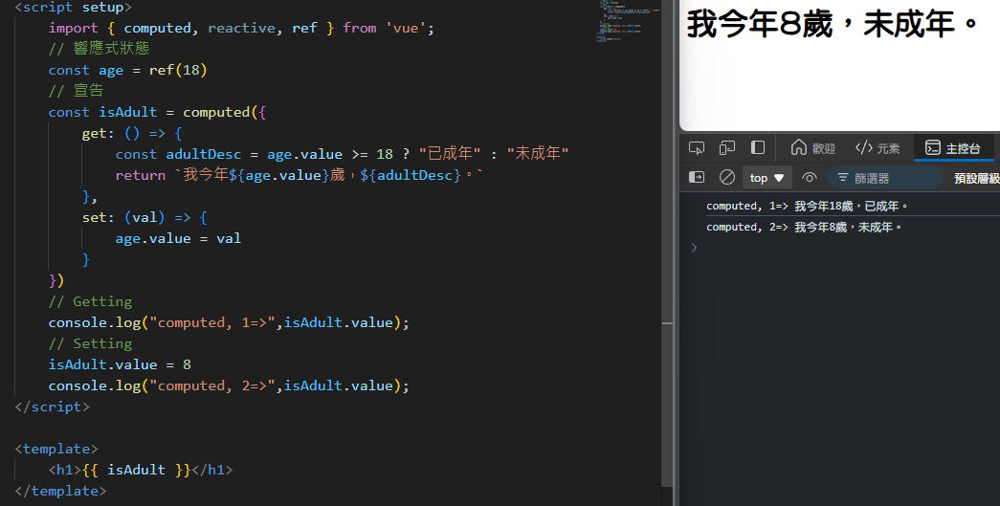 <script setup>
import { computed, reactive, ref } from 'vue';
// 響應式狀態
const age = ref(18)
// 宣告
const isAdult = computed({
get: () => {
const adultDesc = age.value >= 18 ? "已成年" : "未成年"
return `我今年${age.value}歲，${adultDesc}。`
},
set: (val) => {
age.value = val
}
})
// Getting
console.log("computed, 1=>",isAdult.value);
// Setting
isAdult.value = 8
console.log("computed, 2=>",isAdult.value);
</script>
<template>
<h1>{{ isAdult }}</h1>
</template>
我今年8歲，未成年。
歡迎
</> 元素
主控台
top
篩選器
預設層級
computed, 1=> 我今年18歲，已成年。
computed, 2=> 我今年8歲，未成年。